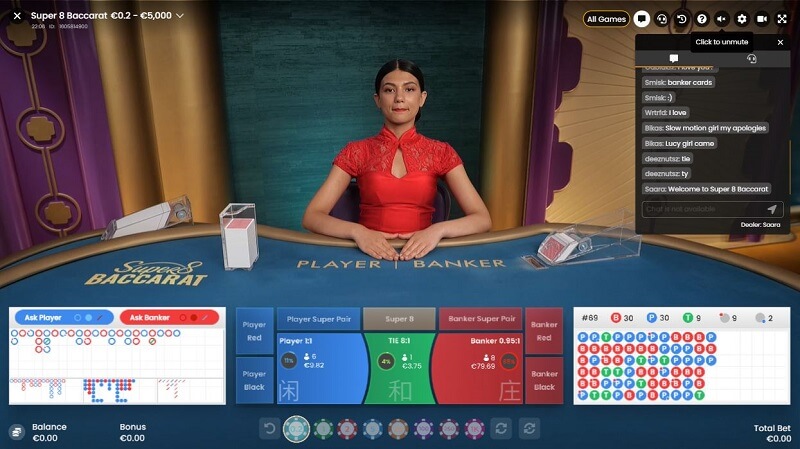 Super 8 Baccarat €0.2 - €5,000
22:06 ID: 1605814800
All Games
Click to unmute
Smlsk: banker cards
Smlsk: :)
Wrtrfd: I love
Bikas: Slow motion girl my apologies
Bikas: Lucy girl came
deeznutsz: tie
deeznutsz: ty
Saara: Welcome to Super 8 Baccarat
Chat is not available
Dealer: Saara
Super 8
BACCARAT
PLAYER BANKER
Ask Player
Ask Banker
Player Red
Player Super Pair
Super 8
Banker Super Pair
Banker Red
Player 1:1
11%
6
€9.82
闲
TIE 8:1
4%
1
€3.75
和
Banker 0.95:1
8
€79.69
庄
Player Black
Banker Black
#69 B 30 P 30 T 9 9 2
Balance
€0.00
Bonus
€0.00
Total Bet
€0.00